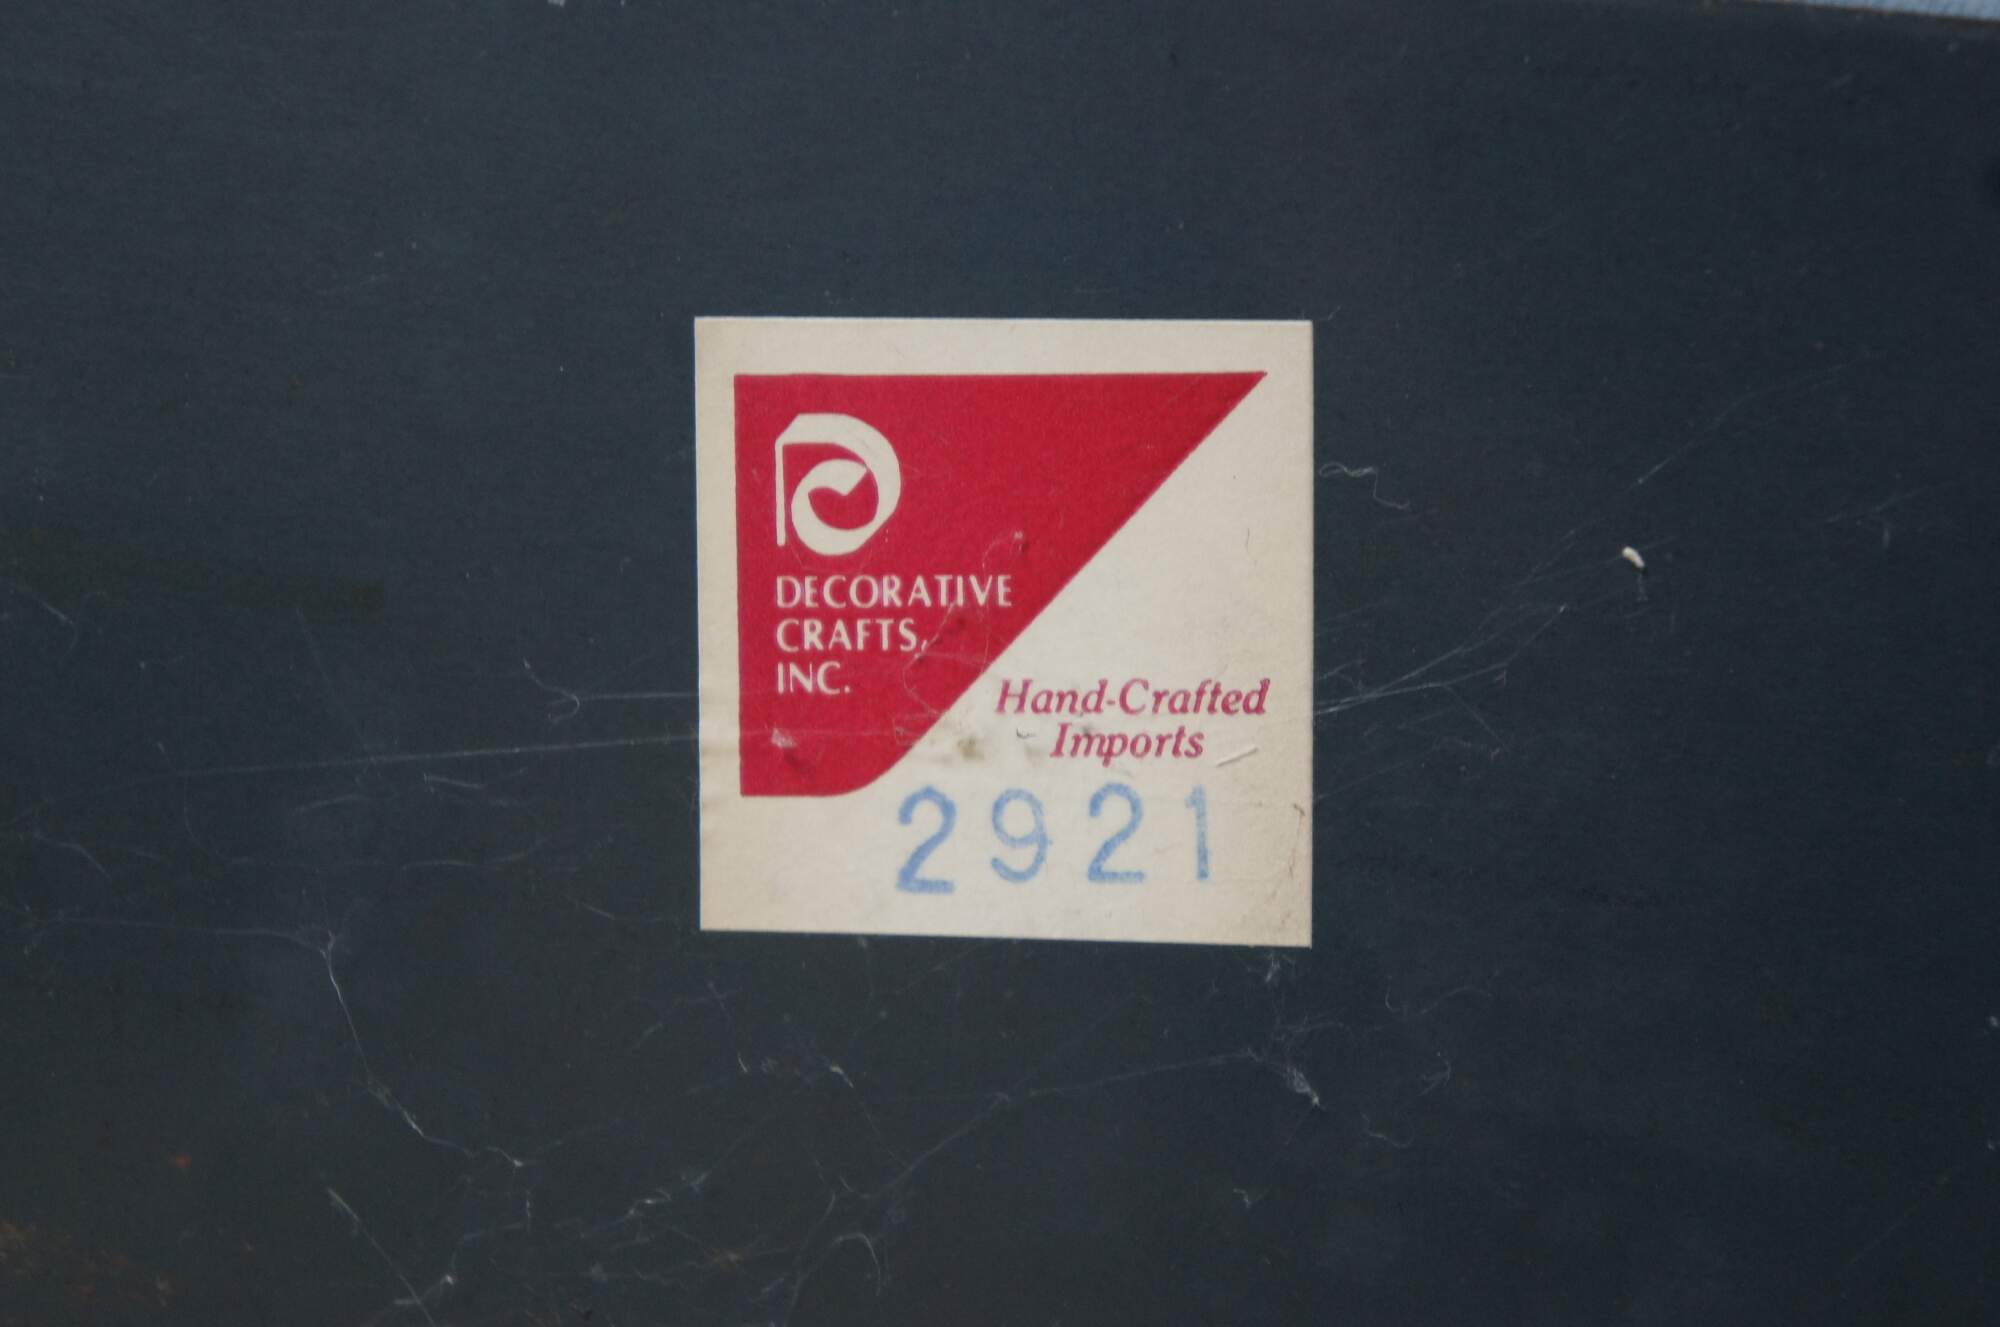 DECORATIVE
CRAFTS,
INC.
Hand-Crafted
Imports
2921